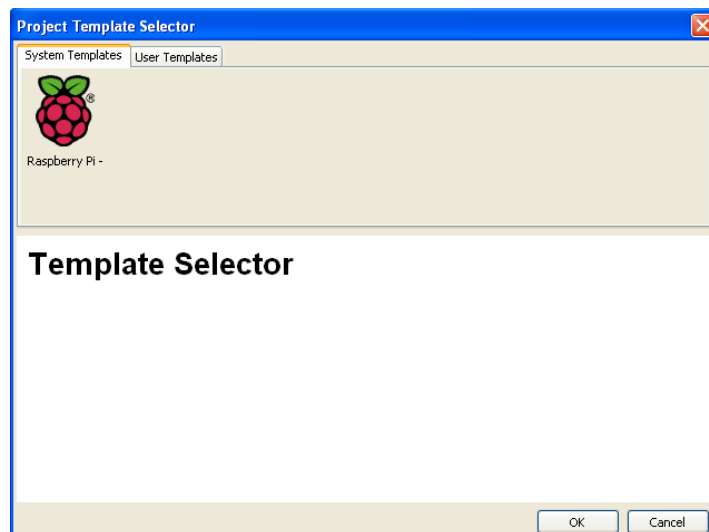 Project Template Selector
System Templates User Templates
®
Raspberry Pi -
Template Selector
OK Cancel